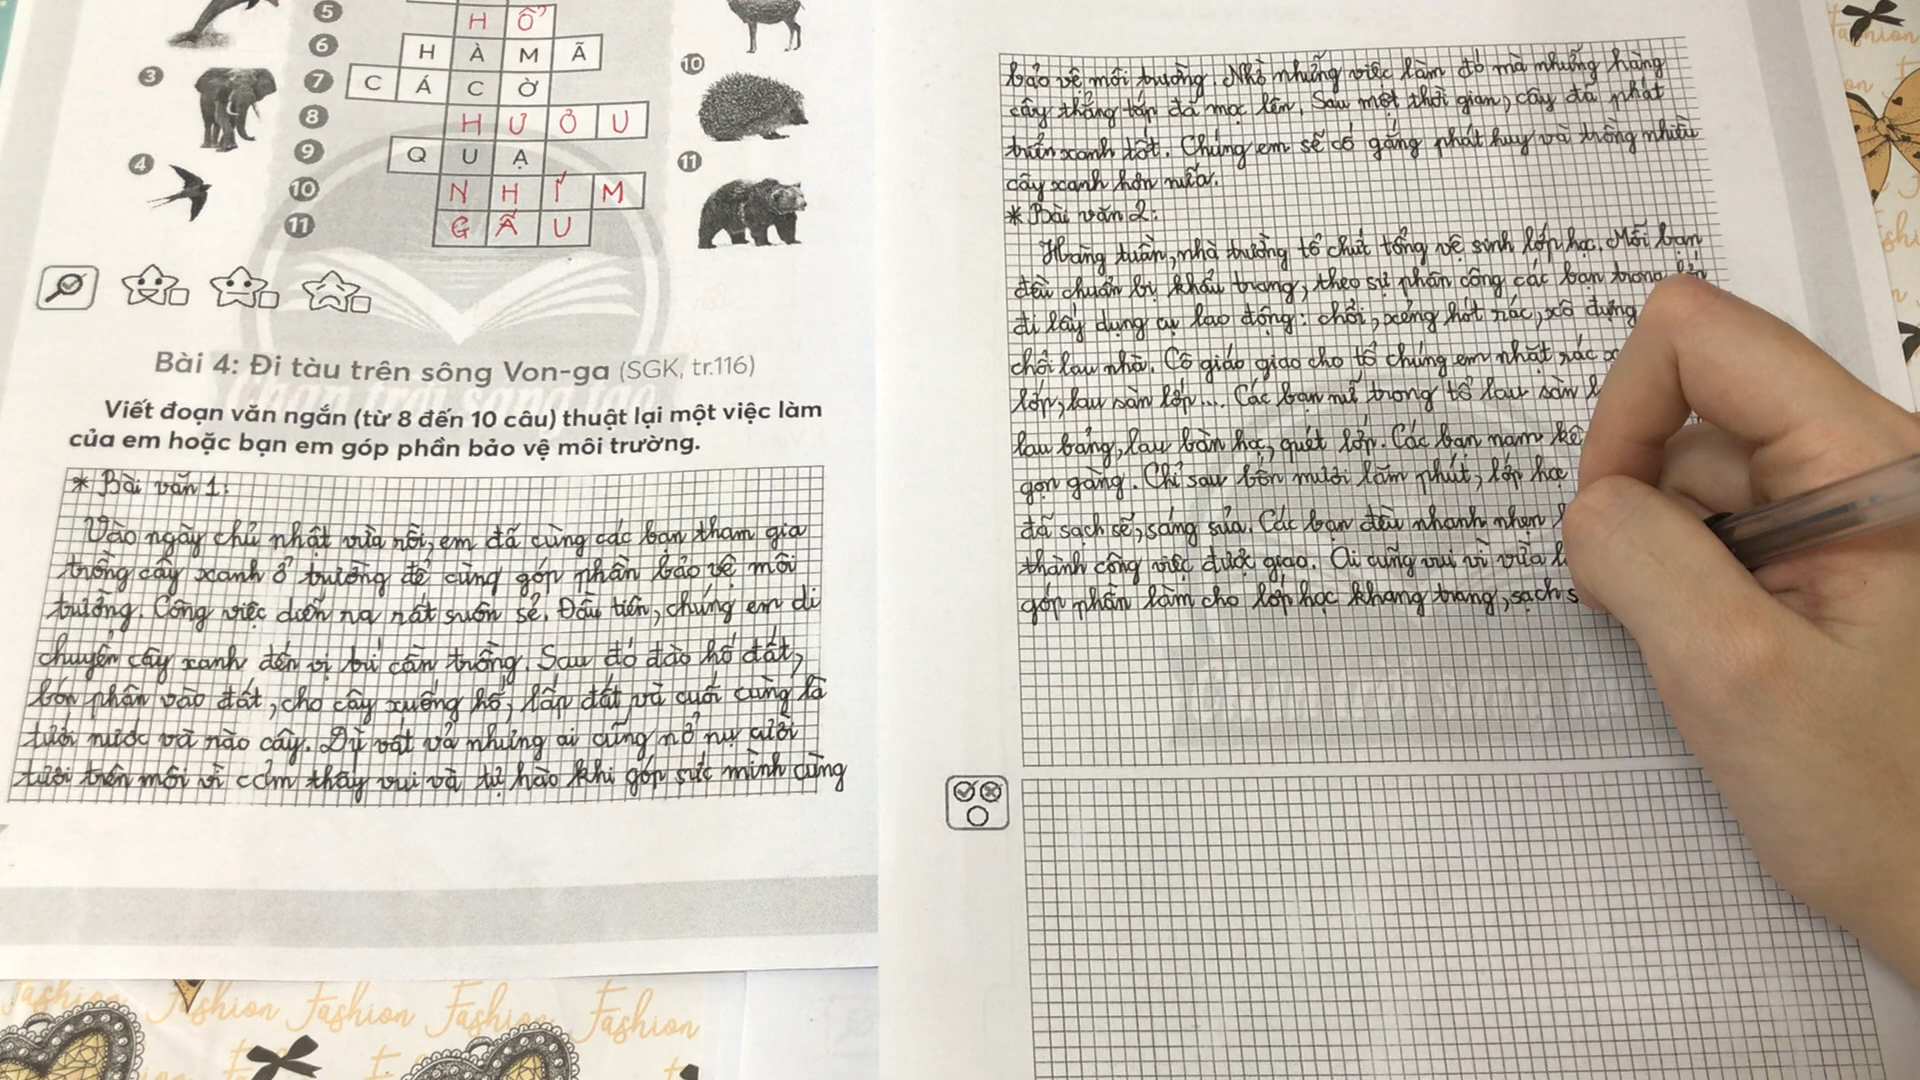 5 H Ổ
6 H À M Ã
3
7 C Á C Ờ
8 H Ư Ơ U
4
9 Q U Ạ
10 N H Í M
11 G Ấ U
10
11
Bài 4: Đi tàu trên sông Von-ga (SGK, tr.116)
Viết đoạn văn ngắn (từ 8 đến 10 câu) thuật lại một việc làm
của em hoặc bạn em góp phần bảo vệ môi trường.
* Bài văn 1:
Vào ngày chủ nhật vừa rồi, em đã cùng các bạn tham gia
trồng cây xanh ở trường để cùng góp phần bảo vệ môi
trường. Công việc diễn ra rất suôn sẻ. Đầu tiên, chúng em di
chuyển cây xanh đến vị trí cần trồng. Sau đó đào hố đất,
bón phân vào đất, cho cây xuống hố, lấp đất và cuối cùng là
tưới nước và rào cây. Dù vất vả nhưng ai cũng nở nụ cười
tươi trên môi vì cảm thấy vui và tự hào khi góp sức mình cùng
bảo vệ môi trường. Nhờ những việc làm đó mà những hàng
cây thẳng tắp đã mọc lên. Sau một thời gian, cây đã phát
triển xanh tốt. Chúng em sẽ cố gắng phát huy và trồng nhiều
cây xanh hơn nữa.
* Bài văn 2:
Hàng tuần, nhà trường tổ chức tổng vệ sinh lớp học. Mỗi bạn
đều chuẩn bị khẩu trang, theo sự phân công các bạn trong
đi lấy dụng cụ lao động: chổi, xẻng hót rác, xô đựng
chổi lau nhà. Cô giáo giao cho tổ chúng em nhặt rác
lớp, lau sàn lớp... Các bạn nữ trong tổ lau sàn
lau bảng, lau bàn học, quét lớp. Các bạn nam kê
gọn gàng. Chỉ sau bốn mươi lăm phút, lớp học
đã sạch sẽ, sáng sủa. Các bạn đều nhanh nhẹn
thành công việc được giao. Ai cũng vui vì vừa
góp phần làm cho lớp học khang trang, sạch s
Fashion Fashion Fashion Fashion